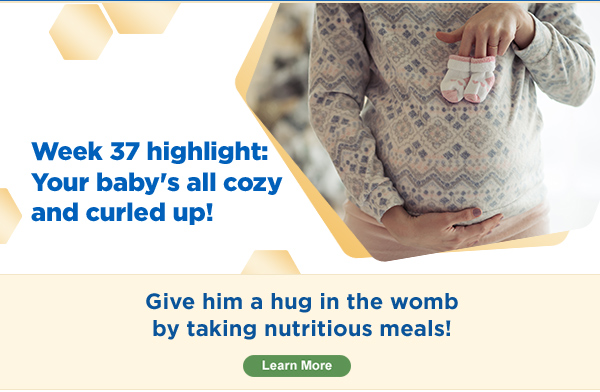 Week 37 highlight:
Your baby's all cozy
and curled up!
Give him a hug in the womb
by taking nutritious meals!
Learn More